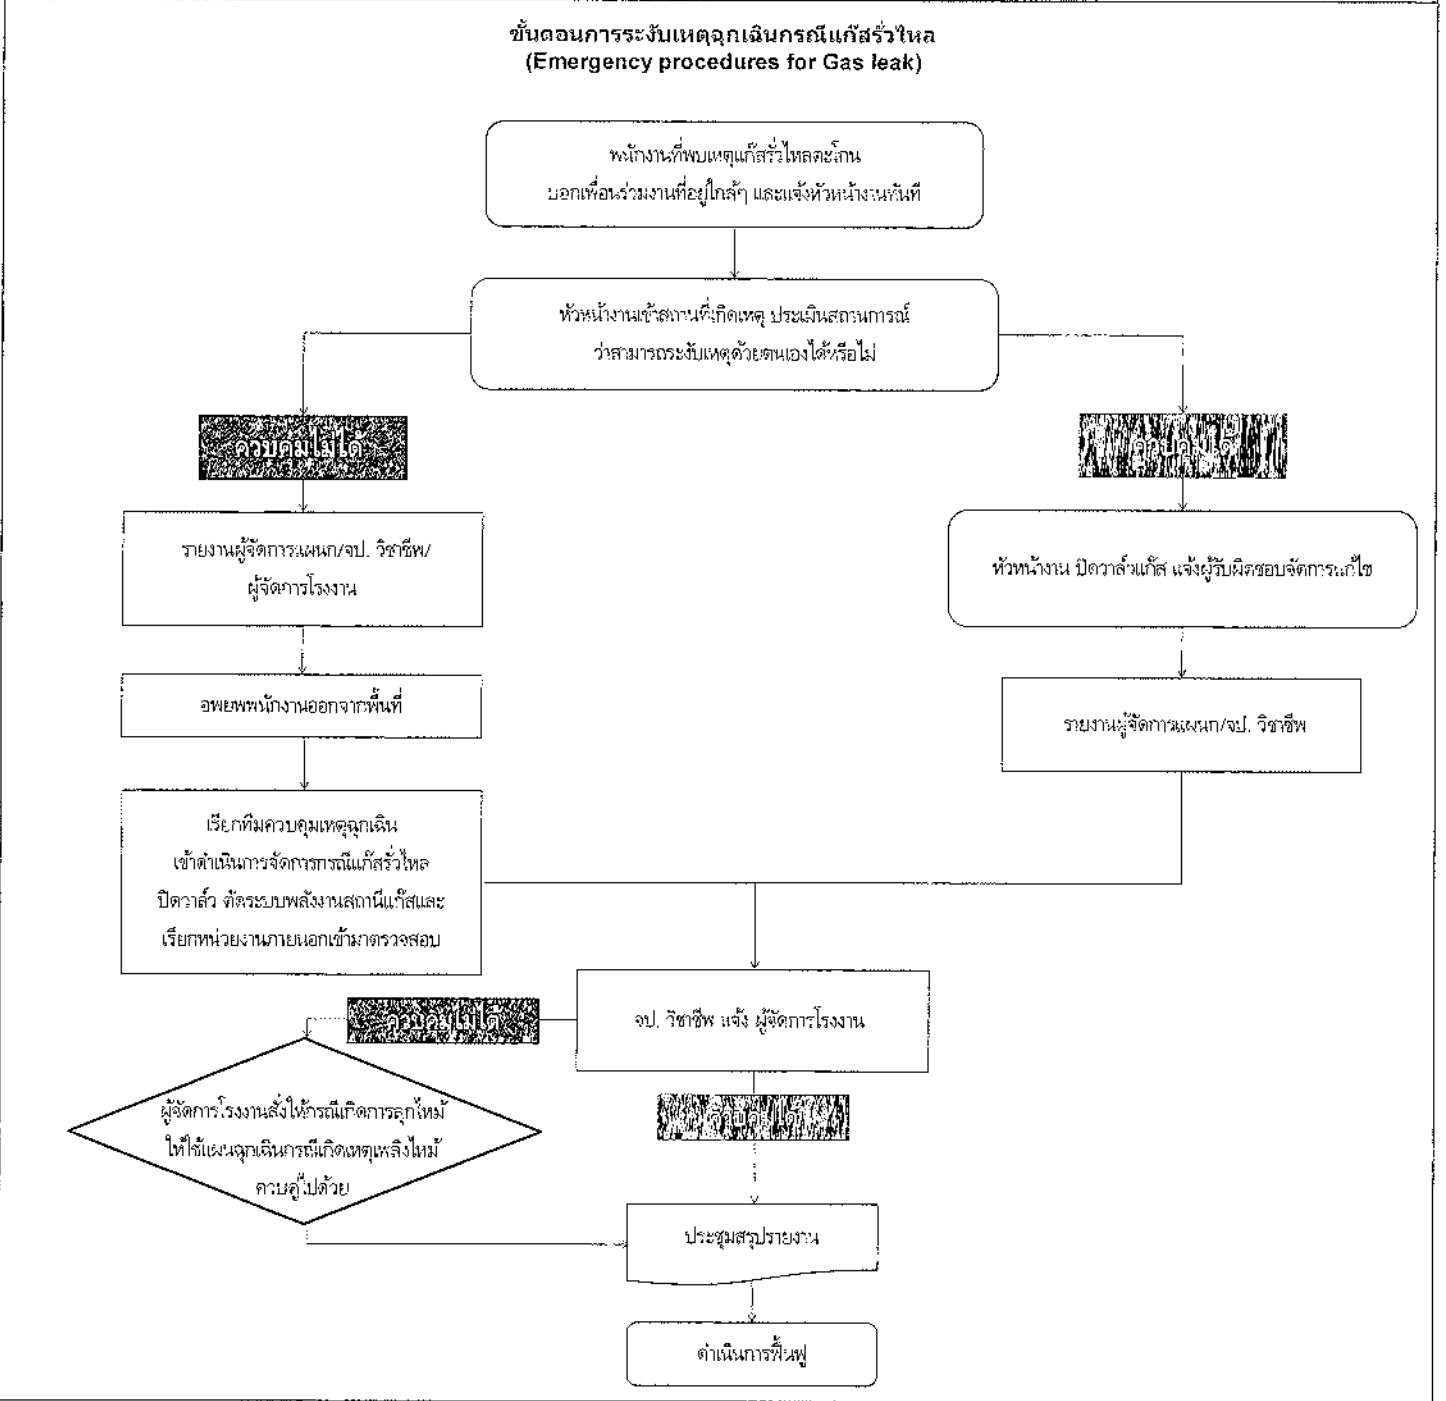 ขั้นตอนการระงับเหตุฉุกเฉินกรณีแก๊สรั่วไหล
(Emergency procedures for Gas leak)
พนักงานที่พบเหตุแก๊สรั่วไหลตะโกน
บอกเพื่อนร่วมงานที่อยู่ใกล้ๆ และแจ้งหัวหน้างานทันที
หัวหน้างานเข้าสถานที่เกิดเหตุ ประเมินสถานการณ์
ว่าสามารถระงับเหตุด้วยตนเองได้หรือไม่
ควบคุมไม่ได้
ควบคุมได้
รายงานผู้จัดการแผนก/จป. วิชาชีพ/
ผู้จัดการโรงงาน
หัวหน้างาน ปิดวาล์วแก๊ส แจ้งผู้รับผิดชอบจัดการแก้ไข
อพยพพนักงานออกจากพื้นที่
รายงานผู้จัดการแผนก/จป. วิชาชีพ
เรียกทีมควบคุมเหตุฉุกเฉิน
เข้าดำเนินการจัดการกรณีแก๊สรั่วไหล
ปิดวาล์ว ตัดระบบพลังงานสถานีแก๊สและ
เรียกหน่วยงานภายนอกเข้ามาตรวจสอบ
ควบคุมไม่ได้
จป. วิชาชีพ แจ้ง ผู้จัดการโรงงาน
ควบคุมได้
ผู้จัดการโรงงานสั่งให้กรณีเกิดการลุกไหม้
ให้ใช้แผนฉุกเฉินกรณีเกิดเหตุเพลิงไหม้
ควบคู่ไปด้วย
ประชุมสรุปรายงาน
ดำเนินการฟื้นฟู